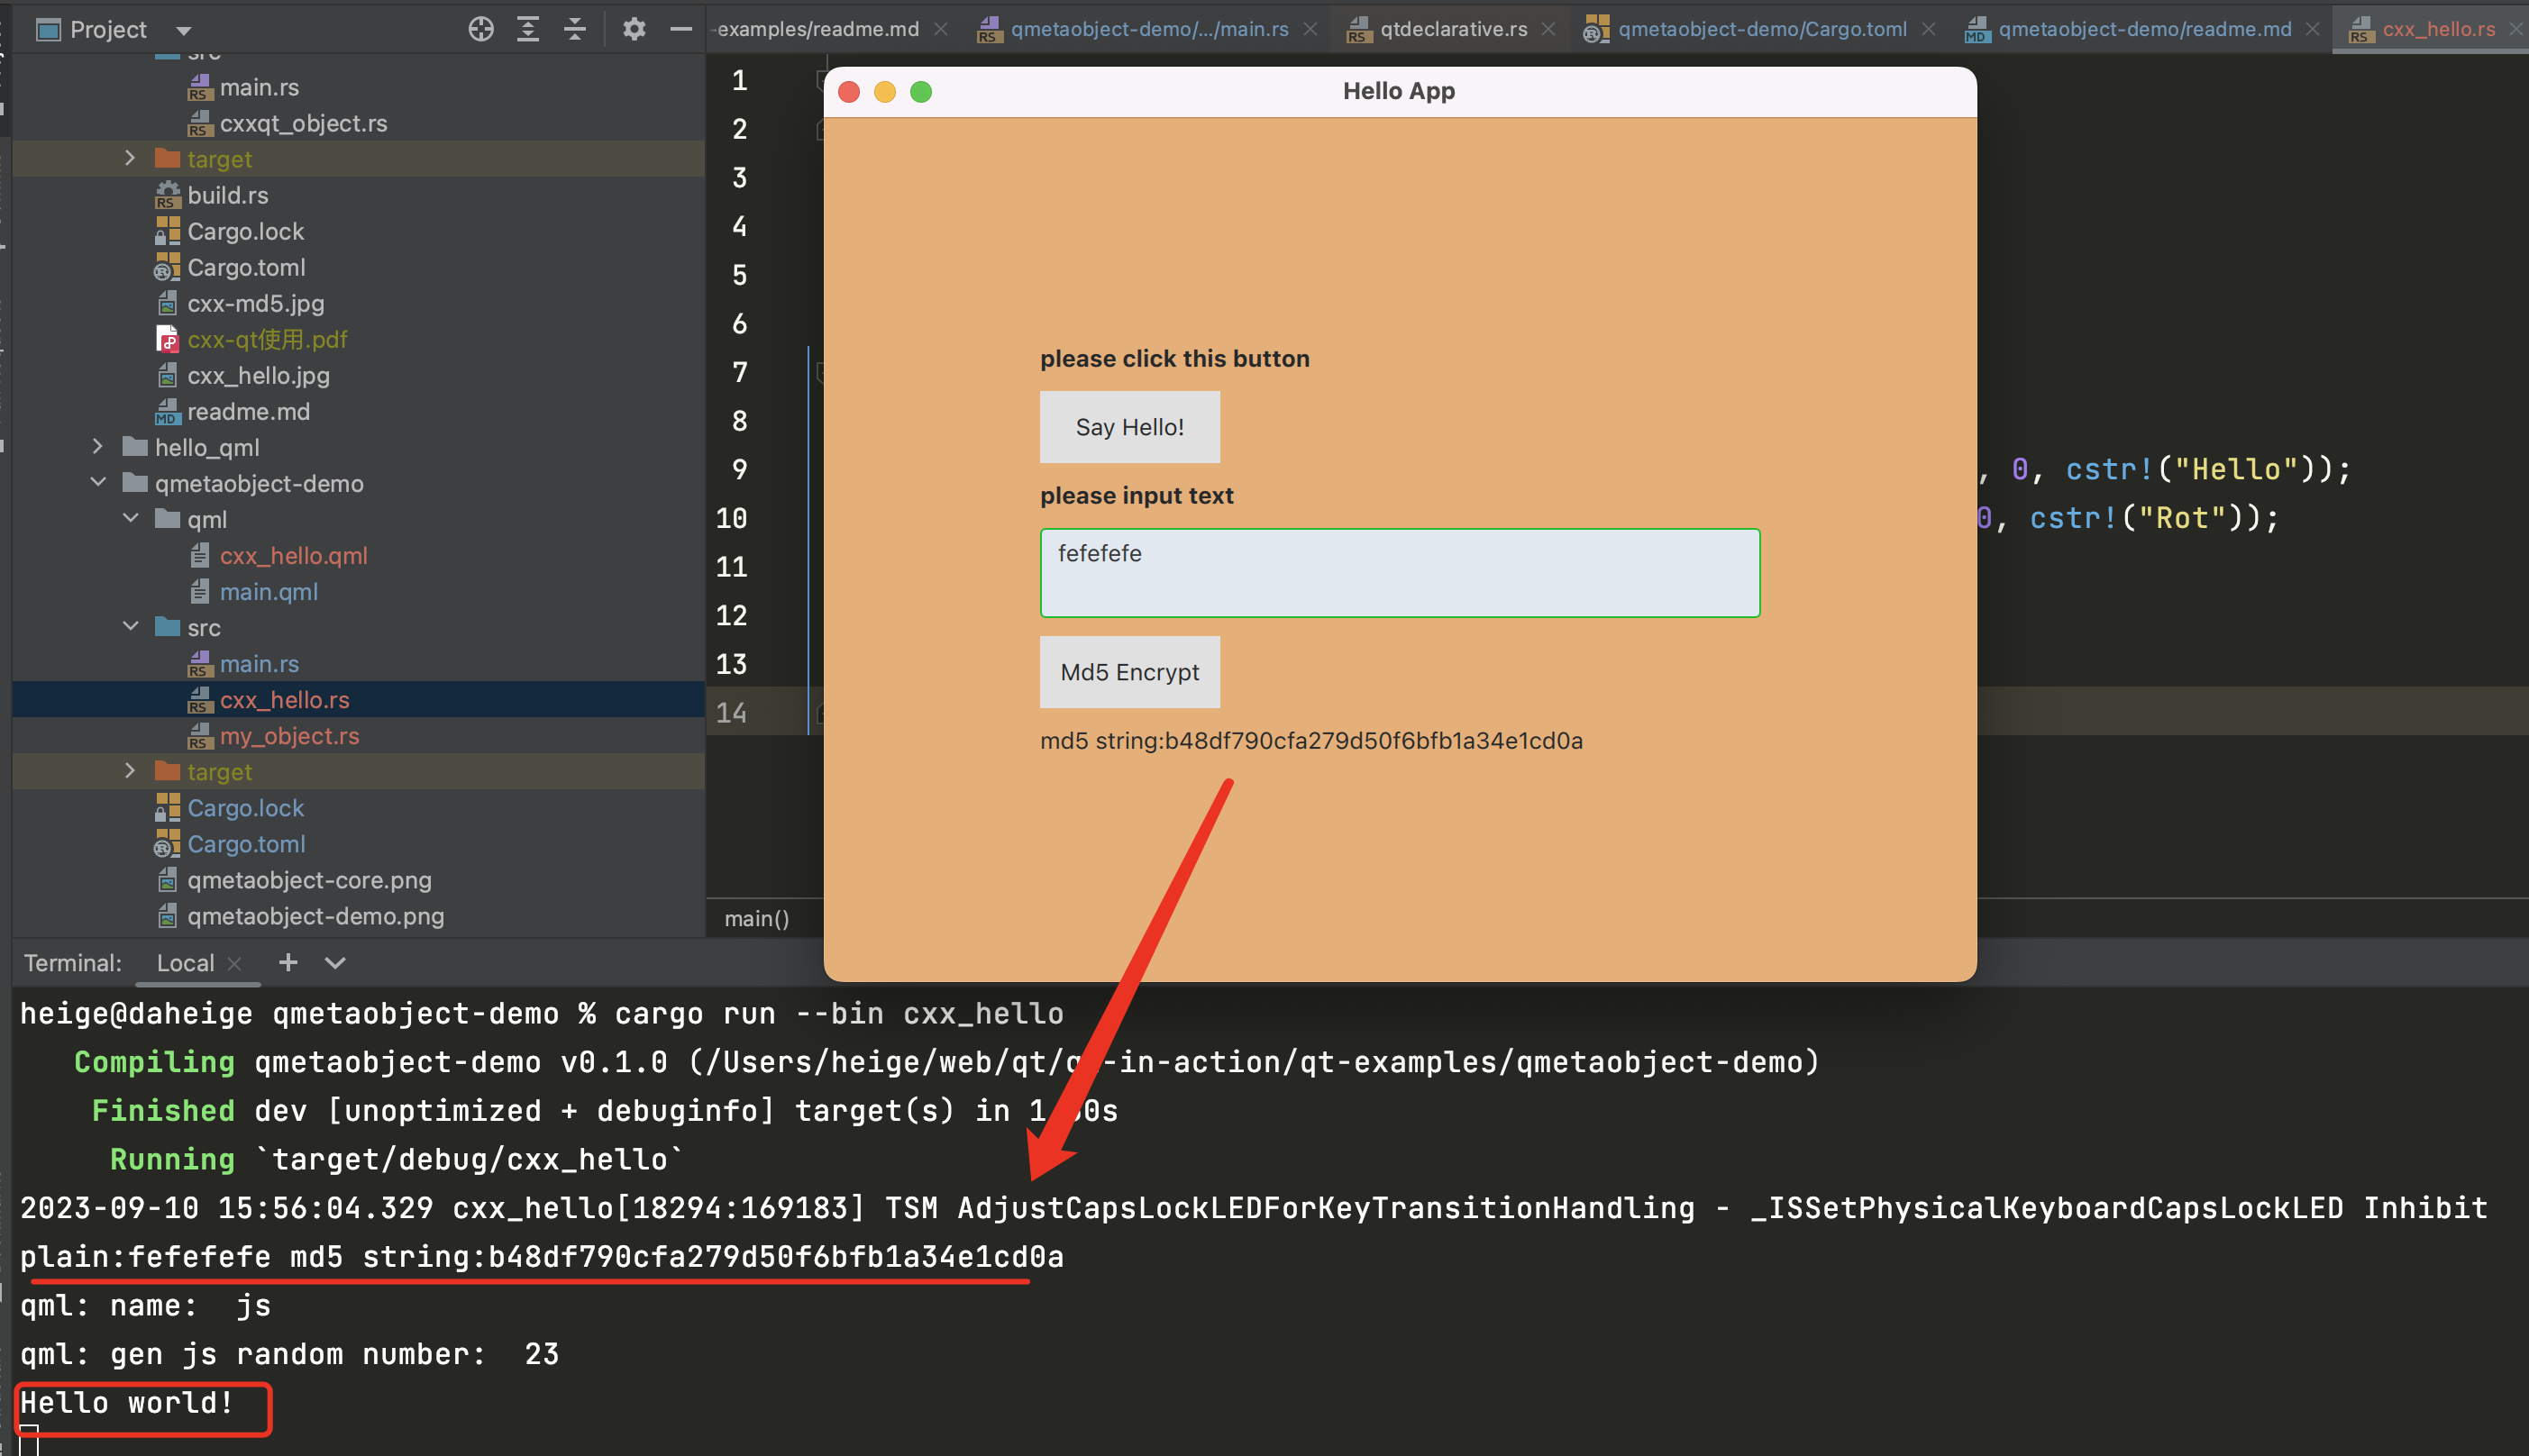 Project
-examples/readme.md
qmetaobject-demo/.../main.rs
qtdeclarative.rs
qmetaobject-demo/Cargo.toml
qmetaobject-demo/readme.md
cxx_hello.rs
src
main.rs
cxxqt_object.rs
target
build.rs
Cargo.lock
Cargo.toml
cxx-md5.jpg
cxx-qt使用.pdf
cxx_hello.jpg
readme.md
hello_qml
qmetaobject-demo
qml
cxx_hello.qml
main.qml
src
main.rs
cxx_hello.rs
my_object.rs
target
Cargo.lock
Cargo.toml
qmetaobject-core.png
qmetaobject-demo.png
1
2
3
4
5
6
7
8
9
10
11
12
13
14
, 0, cstr!("Hello"));
0, cstr!("Rot"));
main()
Hello App
please click this button
Say Hello!
please input text
fefefefe
Md5 Encrypt
md5 string:b48df790cfa279d50f6bfb1a34e1cd0a
Terminal: Local
heige@daheige qmetaobject-demo % cargo run --bin cxx_hello
Compiling qmetaobject-demo v0.1.0 (/Users/heige/web/qt/ -in-action/qt-examples/qmetaobject-demo)
Finished dev [unoptimized + debuginfo] target(s) in
Running `target/debug/cxx_hello`
2023-09-10 15:56:04.329 cxx_hello[18294:169183] TSM AdjustCapsLockLEDForKeyTransitionHandling - _ISSetPhysicalKeyboardCapsLockLED Inhibit
plain:fefefefe md5 string:b48df790cfa279d50f6bfb1a34e1cd0a
qml: name:  js
qml: gen js random number:  23
Hello world!